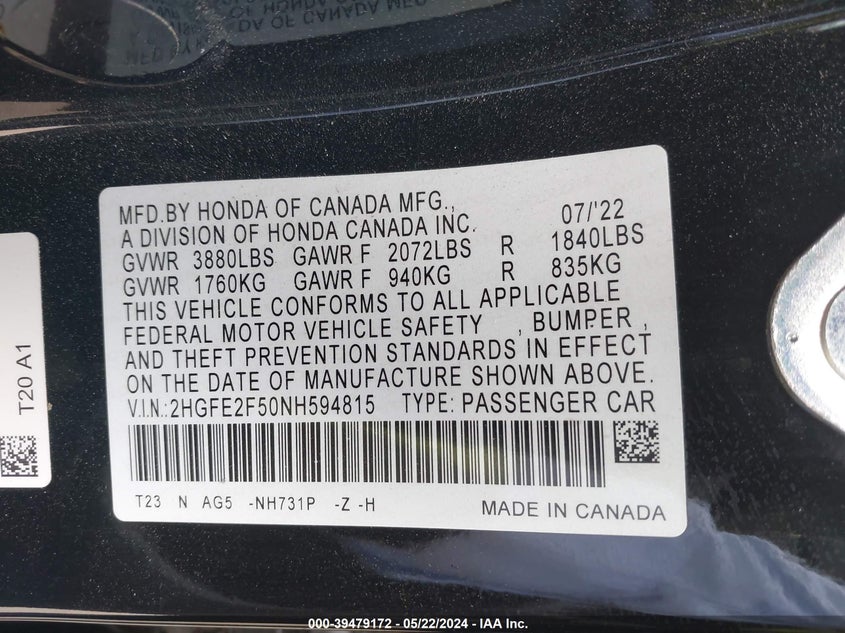 MFD.BY HONDA OF CANADA MFG., 07/'22
A DIVISION OF HONDA CANADA INC.
GVWR 3880LBS GAWR F 2072LBS R 1840LBS
GVWR 1760KG GAWR F 940KG R 835KG
THIS VEHICLE CONFORMS TO ALL APPLICABLE
FEDERAL MOTOR VEHICLE SAFETY , BUMPER ,
AND THEFT PREVENTION STANDARDS IN EFFECT
ON THE DATE OF MANUFACTURE SHOWN ABOVE.
V.I.N.:2HGFE2F50NH594815 TYPE: PASSENGER CAR
T23 N AG5 -NH731P -Z -H MADE IN CANADA
T20 A1
000-39479172 - 05/22/2024 - IAA Inc.